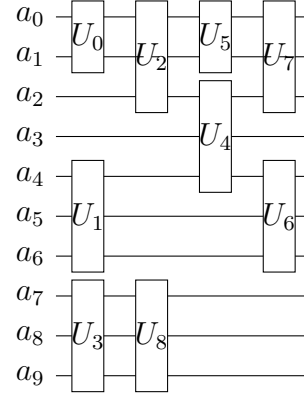 a₀ U₀ U₅
a₁ U₂ U₇
a₂
a₃ U₄
a₄
a₅ U₁ U₆
a₆
a₇
a₈ U₃ U₈
a₉